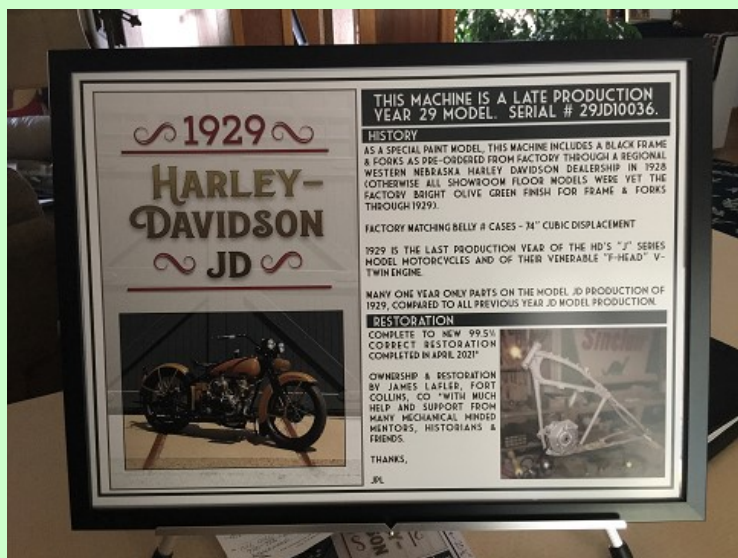 1929
HARLEY-
DAVIDSON
JD
THIS MACHINE IS A LATE PRODUCTION
YEAR 29 MODEL. SERIAL # 29JD10036.
HISTORY
AS A SPECIAL PAINT MODEL, THIS MACHINE INCLUDES A BLACK FRAME
& FORKS AS PRE-ORDERED FROM FACTORY THROUGH A REGIONAL
WESTERN NEBRASKA HARLEY DAVIDSON DEALERSHIP IN 1928
(OTHERWISE ALL SHOWROOM FLOOR MODELS WERE YET THE
FACTORY BRIGHT OLIVE GREEN FINISH FOR FRAME & FORKS
THROUGH 1929).
FACTORY MATCHING BELLY # CASES - 74" CUBIC DISPLACEMENT
1929 IS THE LAST PRODUCTION YEAR OF THE HD'S "J" SERIES
MODEL MOTORCYCLES AND OF THEIR VENERABLE "F-HEAD" V-
TWIN ENGINE.
MANY ONE YEAR ONLY PARTS ON THE MODEL JD PRODUCTION OF
1929, COMPARED TO ALL PREVIOUS YEAR JD MODEL PRODUCTION.
RESTORATION
COMPLETE TO NEW 99.5%
CORRECT RESTORATION
COMPLETED IN APRIL 2021*
OWNERSHIP & RESTORATION
BY JAMES LAFLER, FORT
COLLINS, CO *WITH MUCH
HELP AND SUPPORT FROM
MANY MECHANICAL MINDED
MENTORS, HISTORIANS &
FRIENDS.
THANKS,
JPL
Sinclair